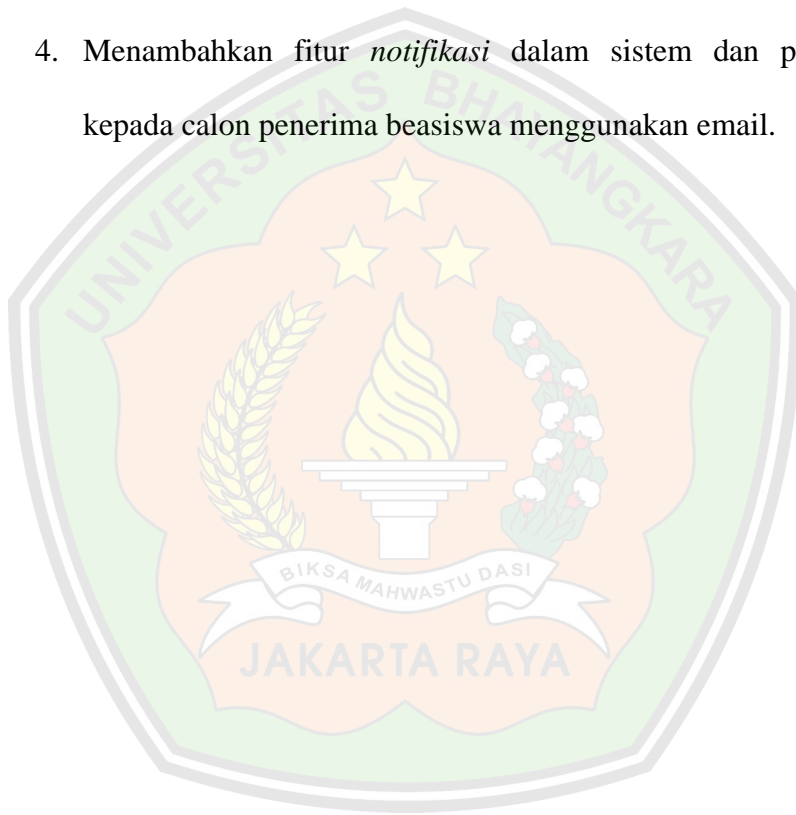 4. Menambahkan fitur notifikasi dalam sistem dan p
kepada calon penerima beasiswa menggunakan email.
UNIVERSITAS BHAYANGKARA
BIKSA MAHWASTU DASI
JAKARTA RAYA